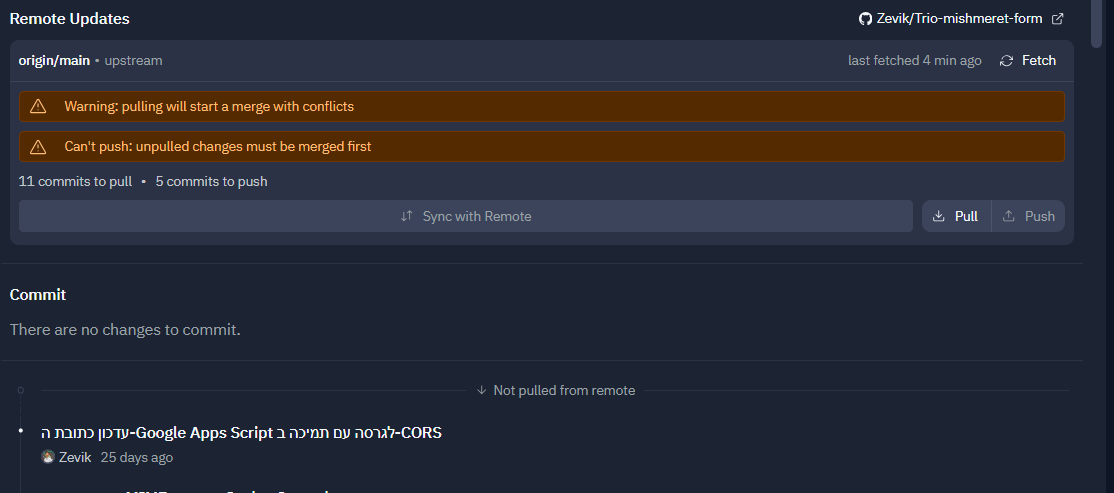 Remote Updates
Zevik/Trio-mishmeret-form
origin/main • upstream
last fetched 4 min ago
Fetch
Warning: pulling will start a merge with conflicts
Can't push: unpulled changes must be merged first
11 commits to pull • 5 commits to push
Sync with Remote
Pull
Push
Commit
There are no changes to commit.
Not pulled from remote
עדכון כתובת ה-Google Apps Script לגרסה עם תמיכה ב-CORS
Zevik 25 days ago